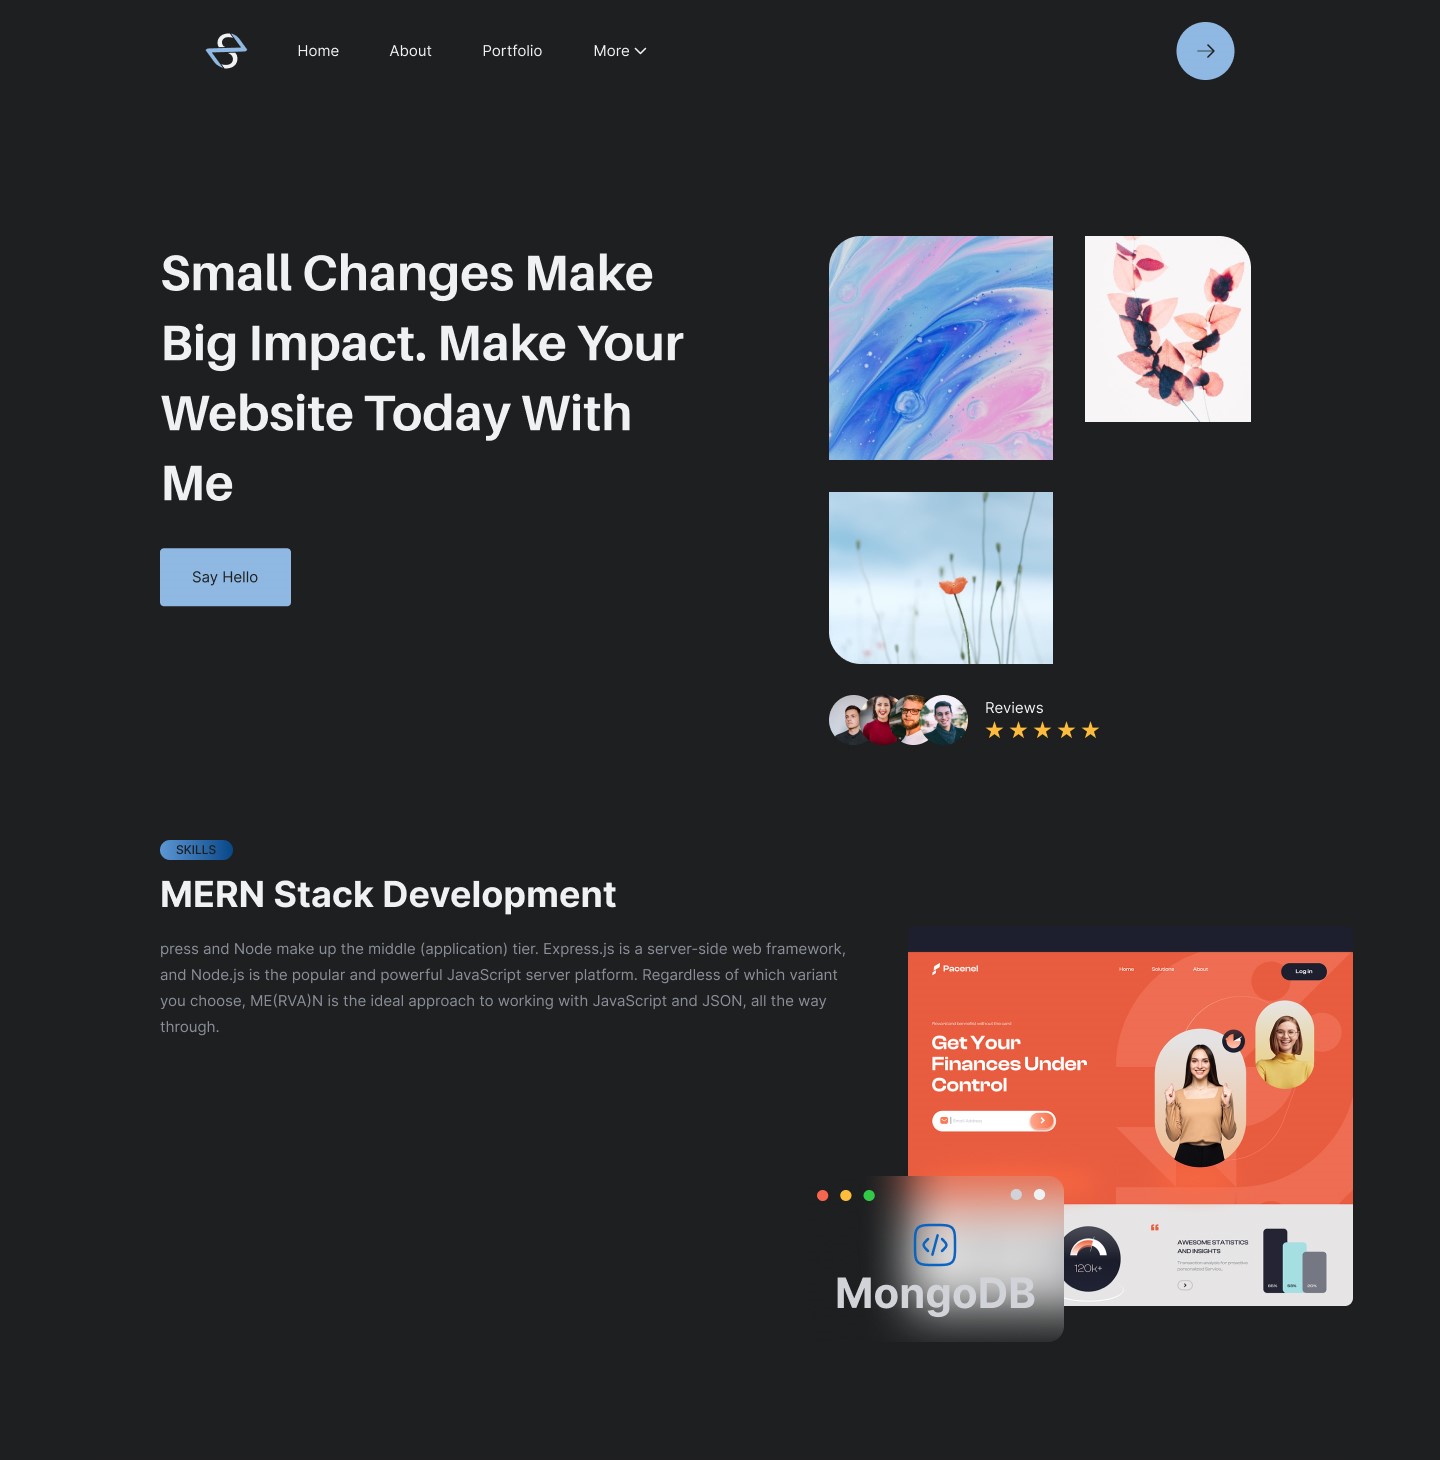 Home
About
Portfolio
More
Small Changes Make
Big Impact. Make Your
Website Today With
Me
Say Hello
Reviews
SKILLS
MERN Stack Development
press and Node make up the middle (application) tier. Express.js is a server-side web framework,
and Node.js is the popular and powerful JavaScript server platform. Regardless of which variant
you choose, ME(RVA)N is the ideal approach to working with JavaScript and JSON, all the way
through.
Pacenel
Home
Solutions
About
Log in
Get Your
Finances Under
Control
Email Address
MongoDB
120k+
AWESOME STATISTICS
AND INSIGHTS